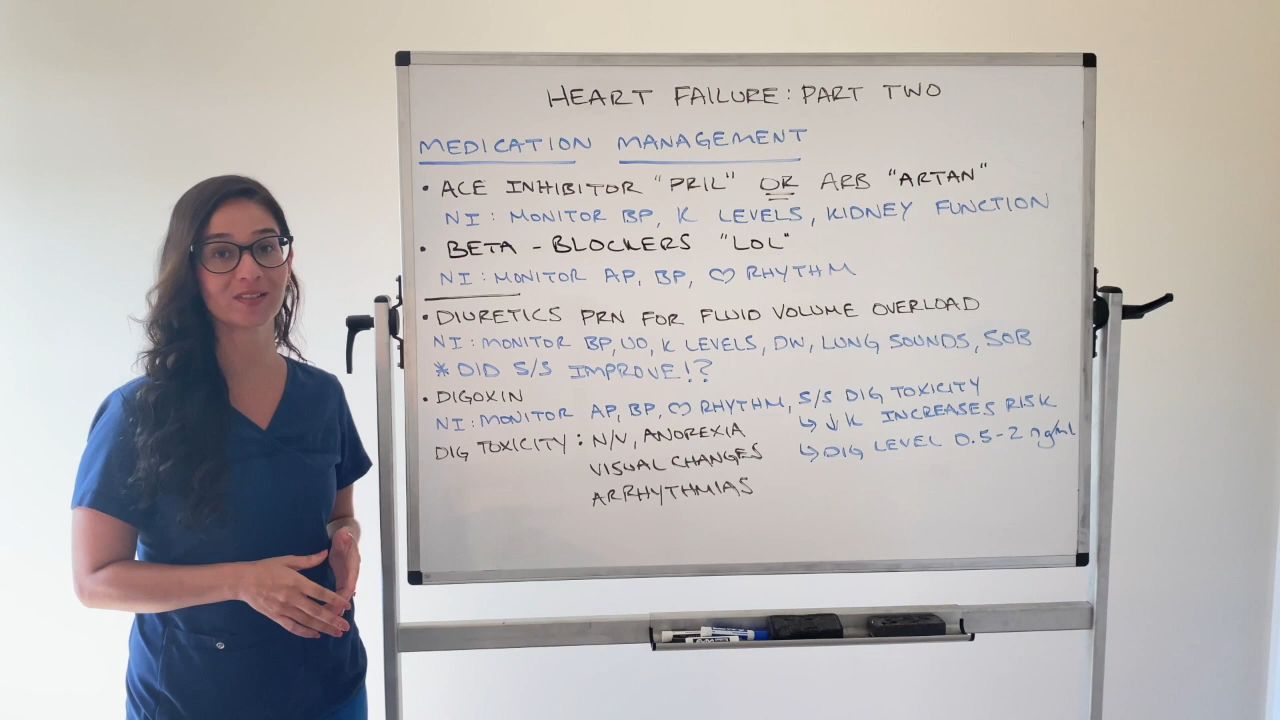 HEART FAILURE: PART TWO
MEDICATION MANAGEMENT
• ACE INHIBITOR "PRIL" OR ARB "ARTAN"
NI: MONITOR BP, K LEVELS, KIDNEY FUNCTION
• BETA-BLOCKERS "LOL"
NI: MONITOR AP, BP, ♡ RHYTHM
• DIURETICS PRN FOR FLUID VOLUME OVERLOAD
NI: MONITOR BP, UO, K LEVELS, DW, LUNG SOUNDS, SOB
* DID S/S IMPROVE!?
• DIGOXIN
NI: MONITOR AP, BP, ♡ RHYTHM, S/S DIG TOXICITY
↳ ↓K INCREASES RISK
↳ DIG LEVEL 0.5-2 ng/ml
DIG TOXICITY: N/V, ANOREXIA
VISUAL CHANGES
ARRHYTHMIAS